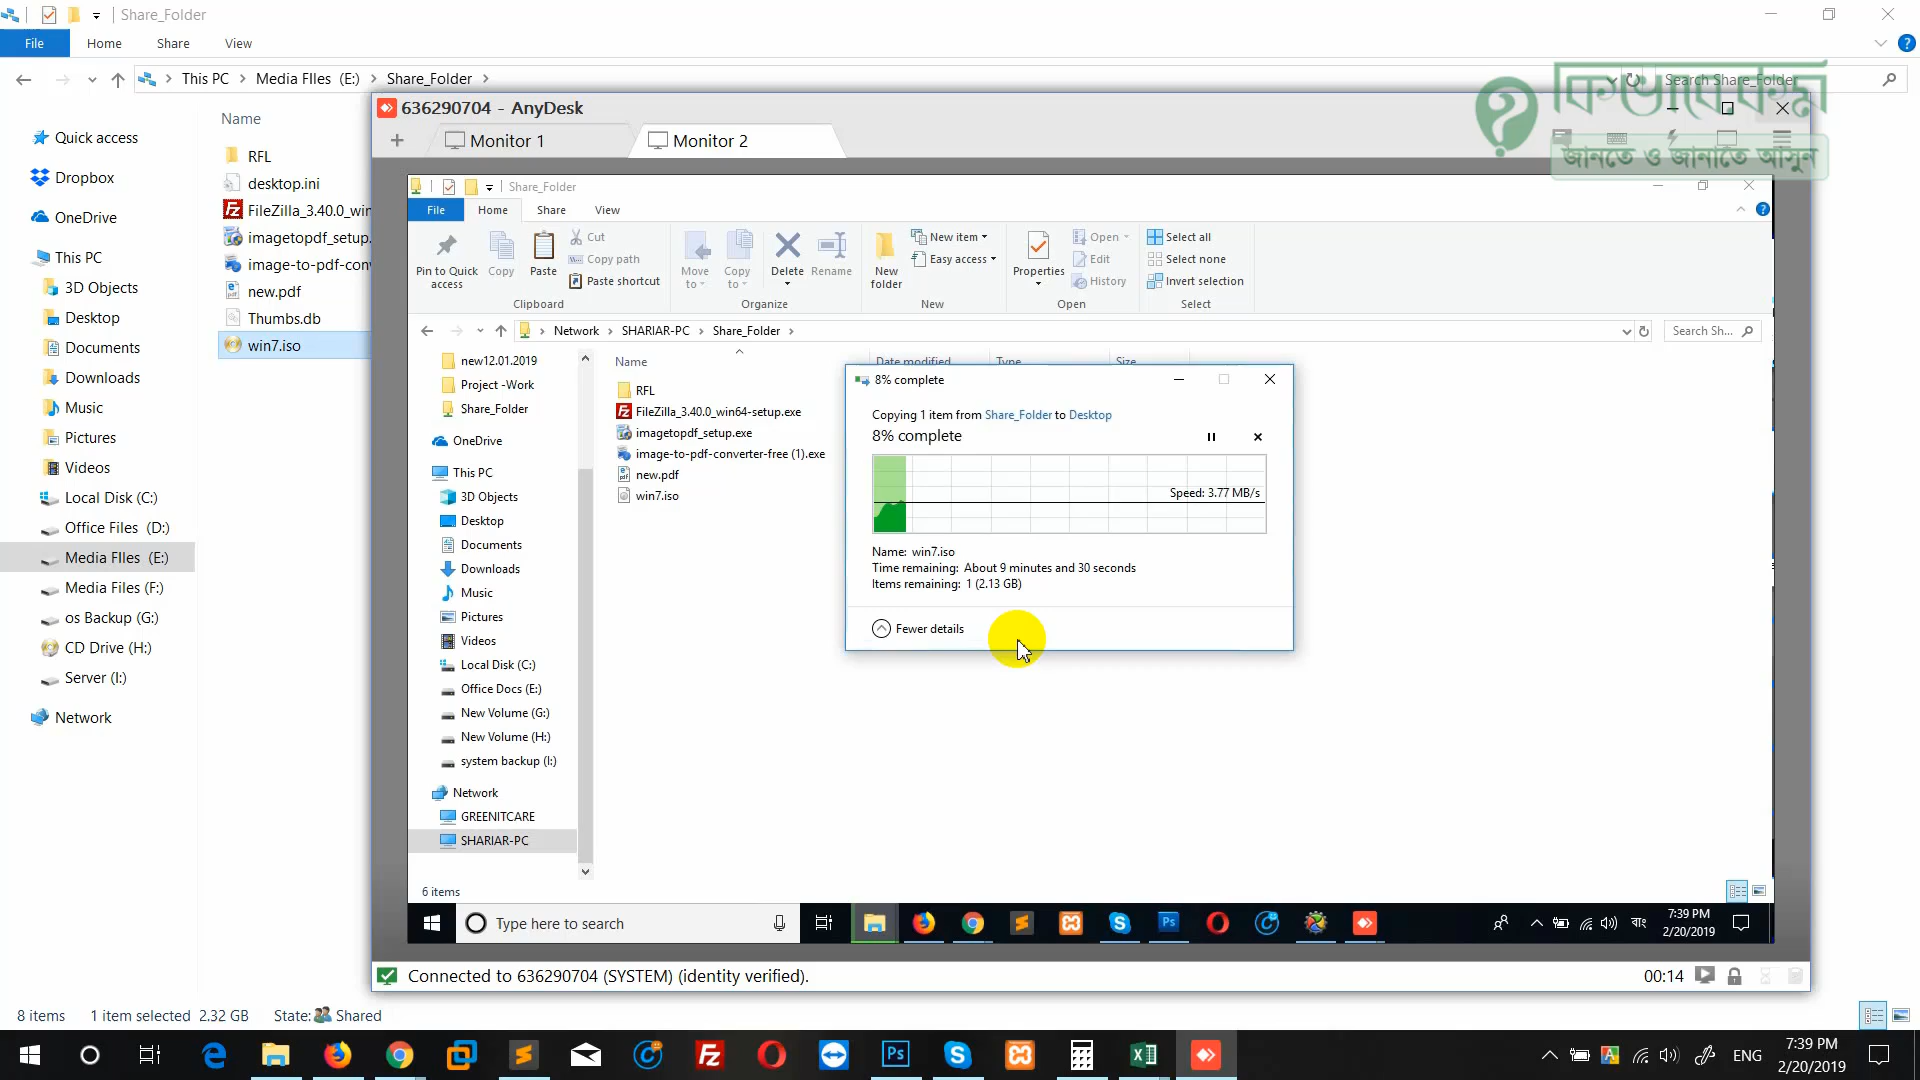 Share_Folder
File Home Share View
This PC > Media FIles (E:) > Share_Folder > Search Share_Folder
কিভাবে.কম
জানতে ও জানাতে আসুন
Name
Quick access
Dropbox
OneDrive
This PC
3D Objects
Desktop
Documents
Downloads
Music
Pictures
Videos
Local Disk (C:)
Office Files (D:)
Media FIles (E:)
Media Files (F:)
os Backup (G:)
CD Drive (H:)
Server (I:)
Network
RFL
desktop.ini
FileZilla_3.40.0_win
imagetopdf_setup.
image-to-pdf-conv
new.pdf
Thumbs.db
win7.iso
636290704 - AnyDesk
Monitor 1 Monitor 2
Share_Folder
File Home Share View
Pin to Quick access
Copy
Paste
Cut
Copy path
Paste shortcut
Clipboard
Move to
Copy to
Delete
Rename
Organize
New folder
New item
Easy access
New
Properties
Open
Edit
History
Open
Select all
Select none
Invert selection
Select
Network > SHARIAR-PC > Share_Folder > Search Sh...
new12.01.2019
Project -Work
Share_Folder
OneDrive
This PC
3D Objects
Desktop
Documents
Downloads
Music
Pictures
Videos
Local Disk (C:)
Office Docs (E:)
New Volume (G:)
New Volume (H:)
system backup (I:)
Network
GREENITCARE
SHARIAR-PC
Name Date modified Type Size
RFL
FileZilla_3.40.0_win64-setup.exe
imagetopdf_setup.exe
image-to-pdf-converter-free (1).exe
new.pdf
win7.iso
8% complete
Copying 1 item from Share_Folder to Desktop
8% complete
Speed: 3.77 MB/s
Name: win7.iso
Time remaining: About 9 minutes and 30 seconds
Items remaining: 1 (2.13 GB)
Fewer details
6 items
Type here to search
বাং
7:39 PM
2/20/2019
Connected to 636290704 (SYSTEM) (identity verified). 00:14
8 items 1 item selected 2.32 GB State: Shared
ENG
7:39 PM
2/20/2019